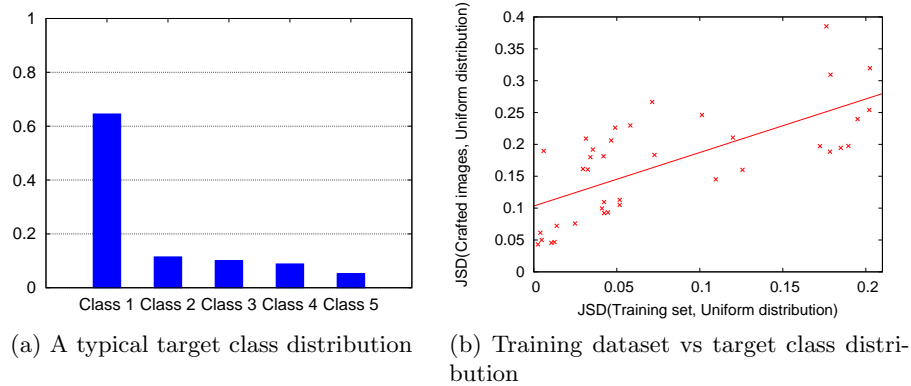 1
0.8
0.6
0.4
0.2
0
Class 1 Class 2 Class 3 Class 4 Class 5
(a) A typical target class distribution
JSD(Crafted images, Uniform distribution)
0.4
0.35
0.3
0.25
0.2
0.15
0.1
0.05
0
0 0.05 0.1 0.15 0.2
JSD(Training set, Uniform distribution)
(b) Training dataset vs target class distri-
bution